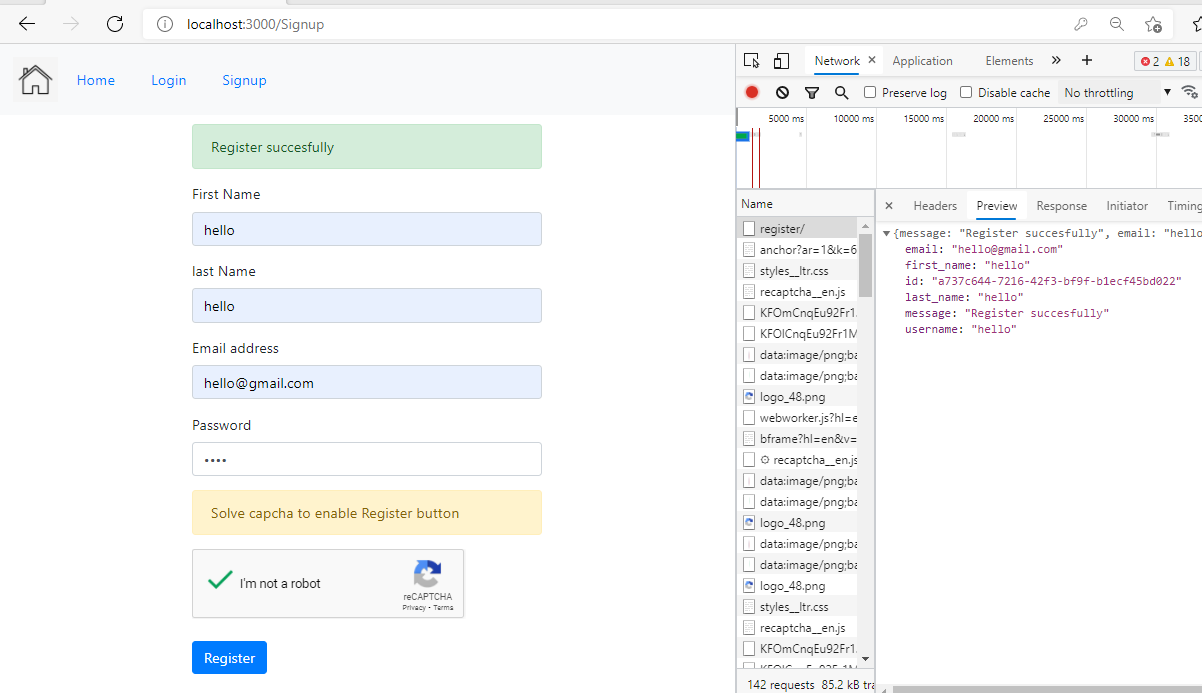 localhost:3000/Signup
Home Login Signup
Register succesfully
First Name
hello
last Name
hello
Email address
hello@gmail.com
Password
••••
Solve capcha to enable Register button
I'm not a robot
reCAPTCHA
Privacy - Terms
Register
Network × Application Elements » + 2 18
Preserve log Disable cache No throttling
5000 ms 10000 ms 15000 ms 20000 ms 25000 ms 30000 ms 3500
Name
register/
anchor?ar=1&k=6
styles__ltr.css
recaptcha__en.js
KFOmCnqEu92Fr1
KFOlCnqEu92Fr1M
data:image/png;ba
data:image/png;ba
logo_48.png
webworker.js?hl=e
bframe?hl=en&v=
recaptcha__en.js
data:image/png;ba
data:image/png;ba
logo_48.png
data:image/png;ba
data:image/png;ba
logo_48.png
styles__ltr.css
recaptcha__en.js
KFOmCnqEu92Fr1
142 requests 85.2 kB tra
× Headers Preview Response Initiator Timing
{message: "Register succesfully", email: "hello
email: "hello@gmail.com"
first_name: "hello"
id: "a737c644-7216-42f3-bf9f-b1ecf45bd022"
last_name: "hello"
message: "Register succesfully"
username: "hello"